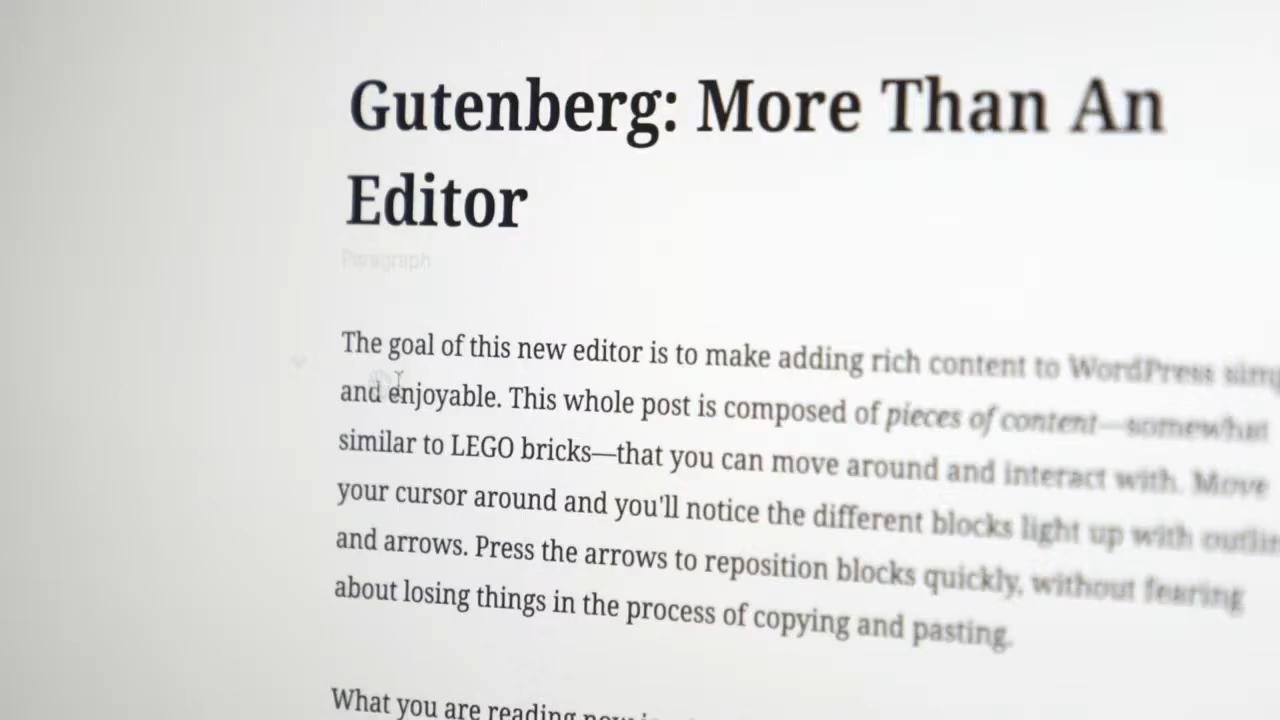 Gutenberg: More Than An
Editor
Paragraph
The goal of this new editor is to make adding rich content to WordPress
and enjoyable. This whole post is composed of pieces of content—somewhat
similar to LEGO bricks—that you can move around and interact with. Move
your cursor around and you'll notice the different blocks light up with
and arrows. Press the arrows to reposition blocks quickly, without fearing
about losing things in the process of copying and pasting.
What you are reading now